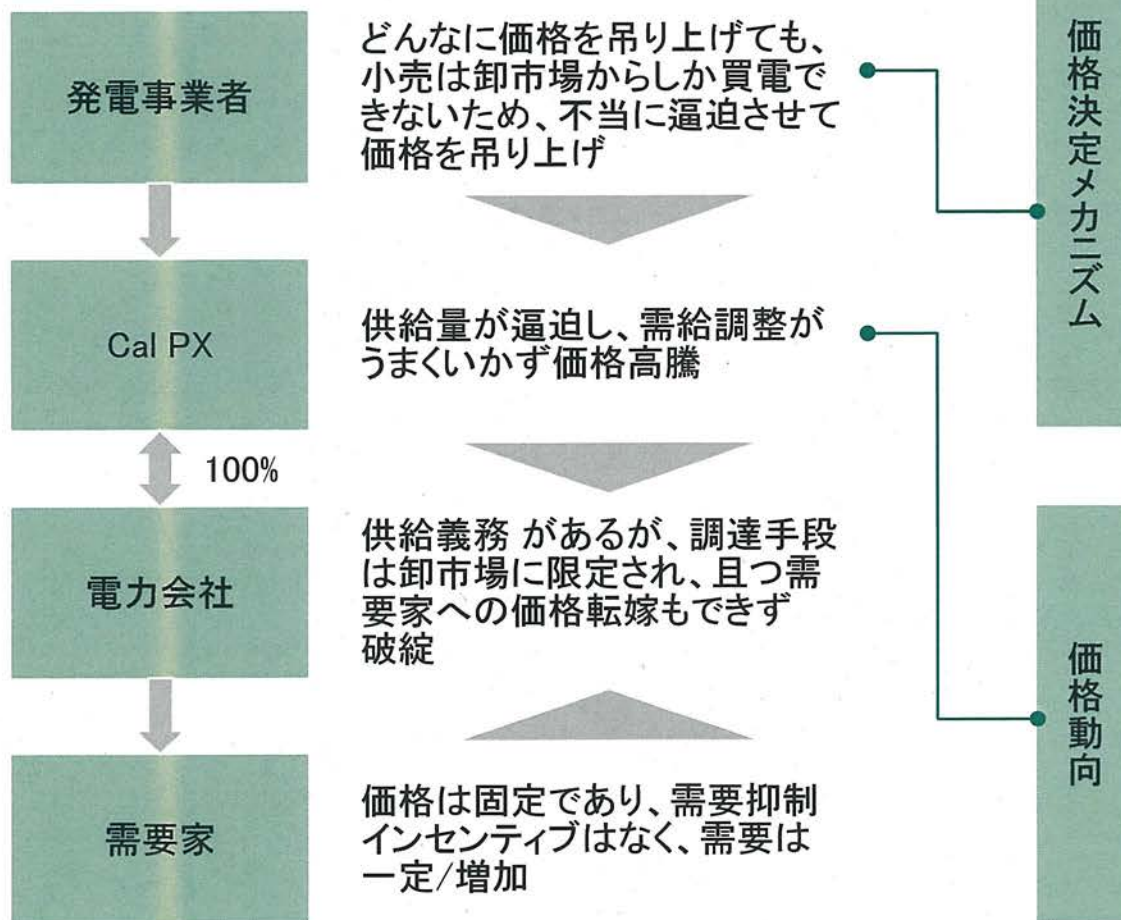 発電事業者
どんなに価格を吊り上げても、
小売は卸市場からしか買電で
きないため、不当に逼迫させて
価格を吊り上げ
Cal PX
供給量が逼迫し、需給調整が
うまくいかず価格高騰
100%
電力会社
供給義務 があるが、調達手段
は卸市場に限定され、且つ需
要家への価格転嫁もできず
破綻
需要家
価格は固定であり、需要抑制
インセンティブはなく、需要は
一定/増加
価格決定メカニズム
価格動向